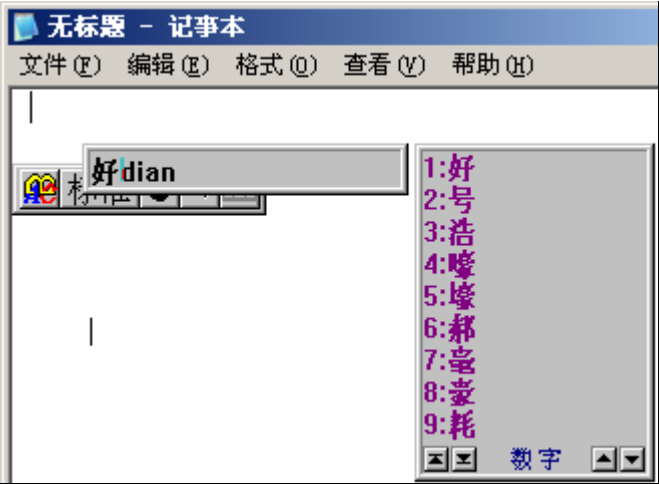 无标题 - 记事本
文件(F) 编辑(E) 格式(O) 查看(V) 帮助(H)
好dian
标准
1:好
2:号
3:浩
4:嚎
5:壕
6:郝
7:毫
8:豪
9:耗
数字